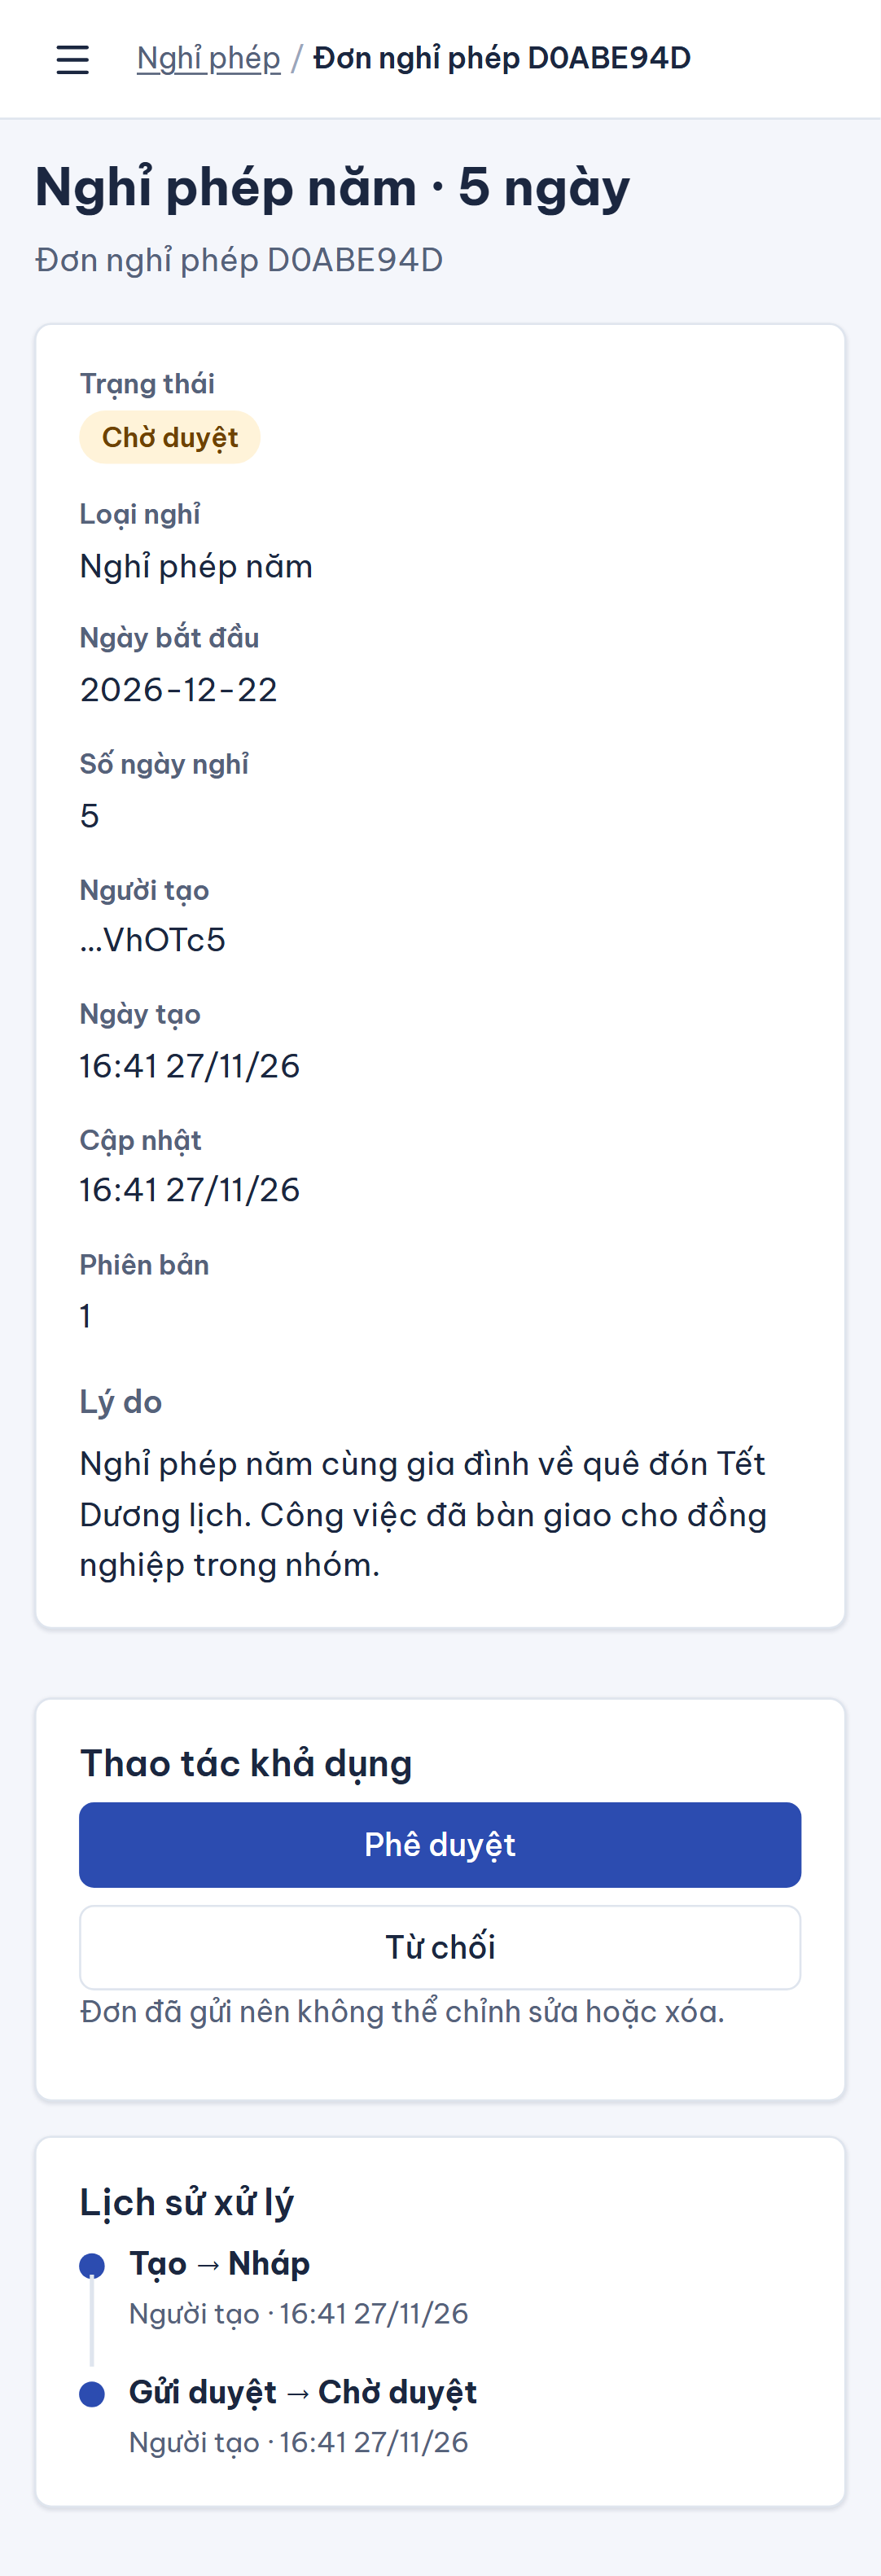 Nghỉ phép / Đơn nghỉ phép D0ABE94D
Nghỉ phép năm · 5 ngày
Đơn nghỉ phép D0ABE94D
Trạng thái
Chờ duyệt
Loại nghỉ
Nghỉ phép năm
Ngày bắt đầu
2026-12-22
Số ngày nghỉ
5
Người tạo
…VhOTc5
Ngày tạo
16:41 27/11/26
Cập nhật
16:41 27/11/26
Phiên bản
1
Lý do
Nghỉ phép năm cùng gia đình về quê đón Tết
Dương lịch. Công việc đã bàn giao cho đồng
nghiệp trong nhóm.
Thao tác khả dụng
Phê duyệt
Từ chối
Đơn đã gửi nên không thể chỉnh sửa hoặc xóa.
Lịch sử xử lý
Tạo → Nháp
Người tạo · 16:41 27/11/26
Gửi duyệt → Chờ duyệt
Người tạo · 16:41 27/11/26